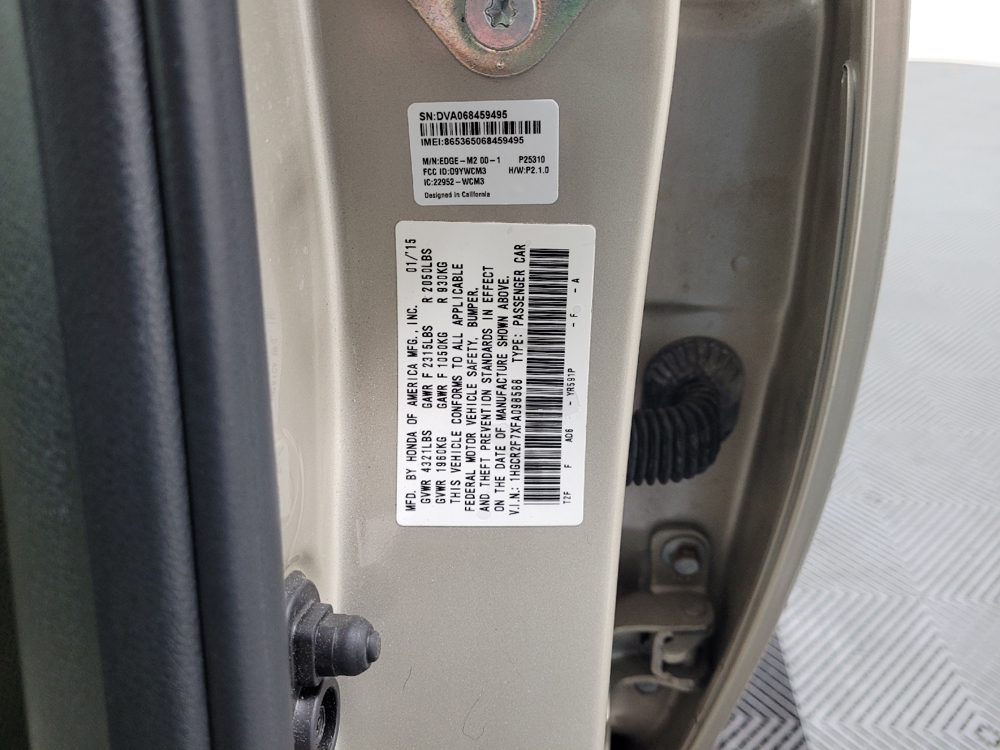 SN:DVA068459495
IMEI:865365068459495
M/N:EDGE-M2 00-1 P25310
FCC ID:D9YWCM3 H/W:P2.1.0
IC:22952-WCM3
Designed in California
MFD. BY HONDA OF AMERICA MFG., INC. 01/'15
GVWR 4321LBS GAWR F 2315LBS R 2050LBS
GVWR 1960KG GAWR F 1050KG R 930KG
THIS VEHICLE CONFORMS TO ALL APPLICABLE
FEDERAL MOTOR VEHICLE SAFETY, BUMPER,
AND THEFT PREVENTION STANDARDS IN EFFECT
ON THE DATE OF MANUFACTURE SHOWN ABOVE.
V.I.N.: 1HGCR2F7XFA098588 TYPE: PASSENGER CAR
T2F F AD6 - YR591P - F - A